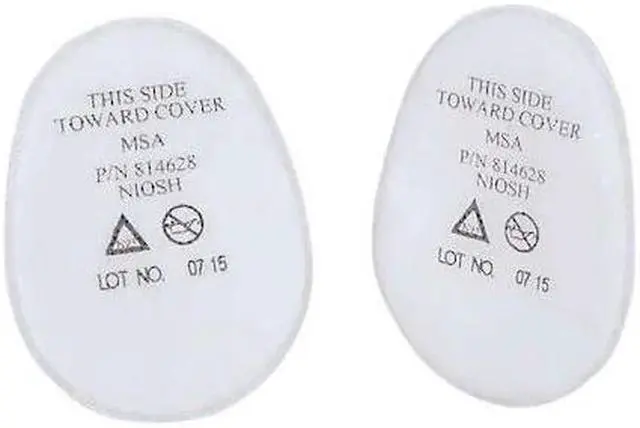 THIS SIDE
TOWARD COVER
MSA
P/N 814628
NIOSH
LOT NO. 07 15
THIS SIDE
TOWARD COVER
MSA
P/N 814628
NIOSH
LOT NO. 07 15